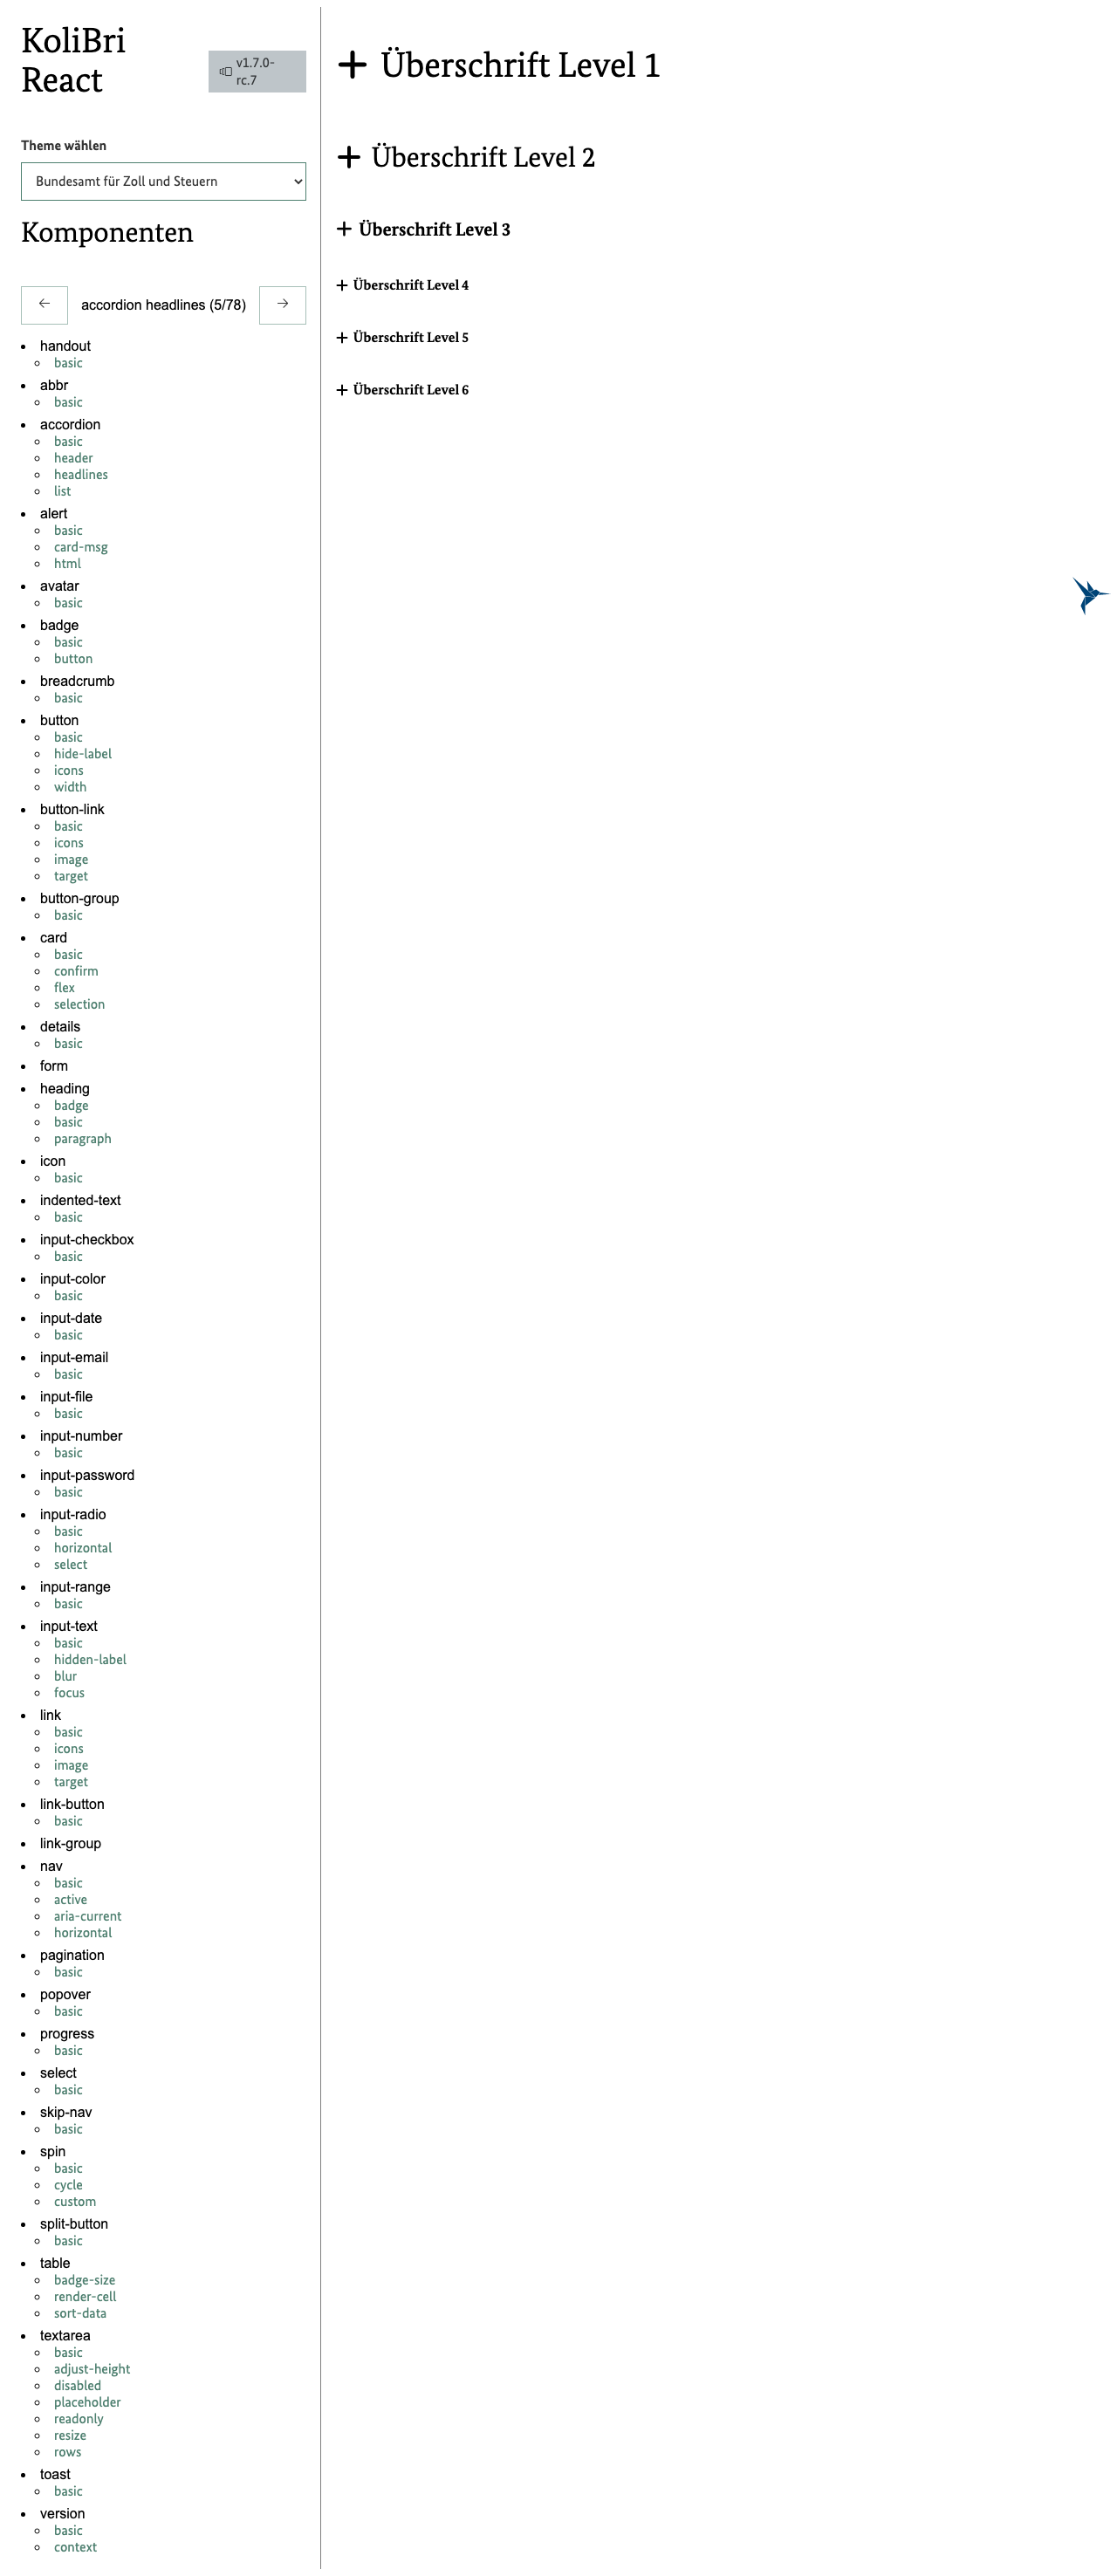 KoliBri
React
v1.7.0-
rc.7
Theme wählen
Bundesamt für Zoll und Steuern
Komponenten
accordion headlines (5/78)
handout
basic
abbr
basic
accordion
basic
header
headlines
list
alert
basic
card-msg
html
avatar
basic
badge
basic
button
breadcrumb
basic
button
basic
hide-label
icons
width
button-link
basic
icons
image
target
button-group
basic
card
basic
confirm
flex
selection
details
basic
form
heading
badge
basic
paragraph
icon
basic
indented-text
basic
input-checkbox
basic
input-color
basic
input-date
basic
input-email
basic
input-file
basic
input-number
basic
input-password
basic
input-radio
basic
horizontal
select
input-range
basic
input-text
basic
hidden-label
blur
focus
link
basic
icons
image
target
link-button
basic
link-group
nav
basic
active
aria-current
horizontal
pagination
basic
popover
basic
progress
basic
select
basic
skip-nav
basic
spin
basic
cycle
custom
split-button
basic
table
badge-size
render-cell
sort-data
textarea
basic
adjust-height
disabled
placeholder
readonly
resize
rows
toast
basic
version
basic
context
Überschrift Level 1
Überschrift Level 2
Überschrift Level 3
Überschrift Level 4
Überschrift Level 5
Überschrift Level 6